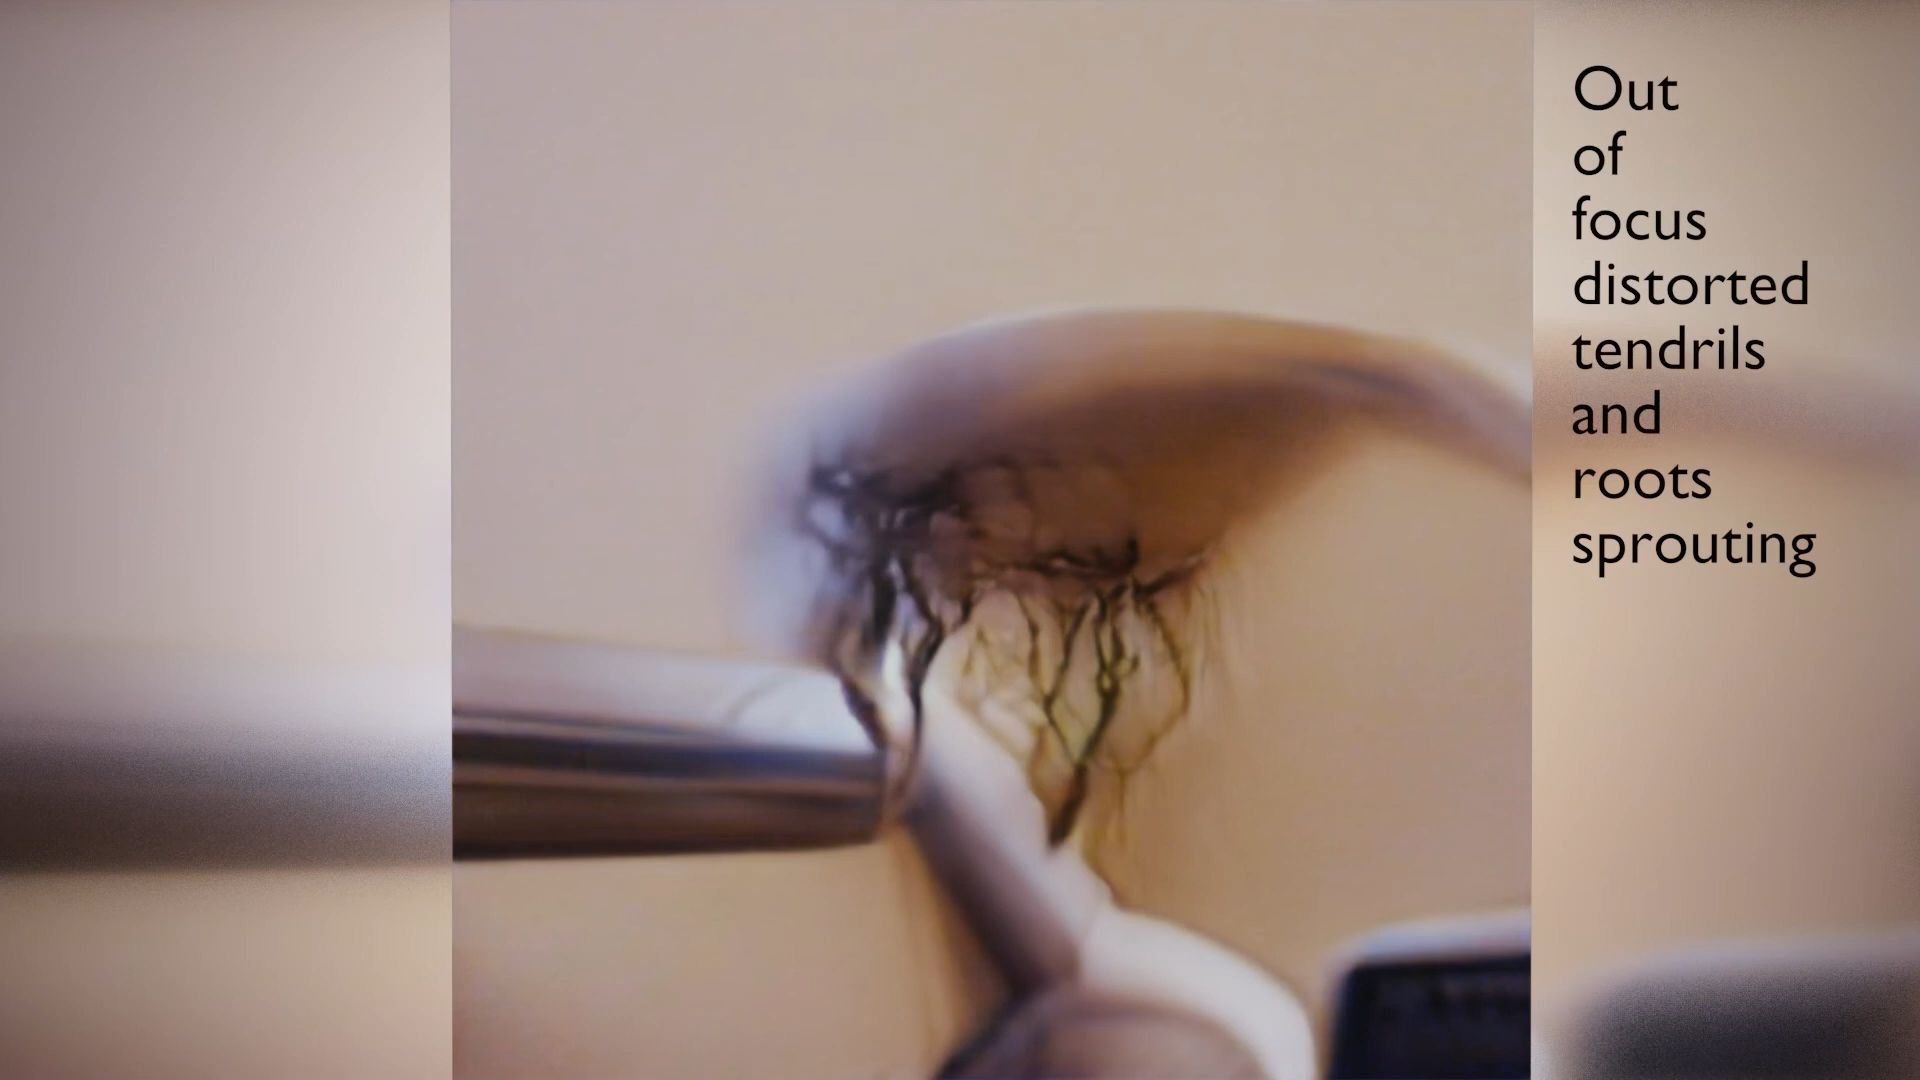 Out
of
focus
distorted
tendrils
and
roots
sprouting